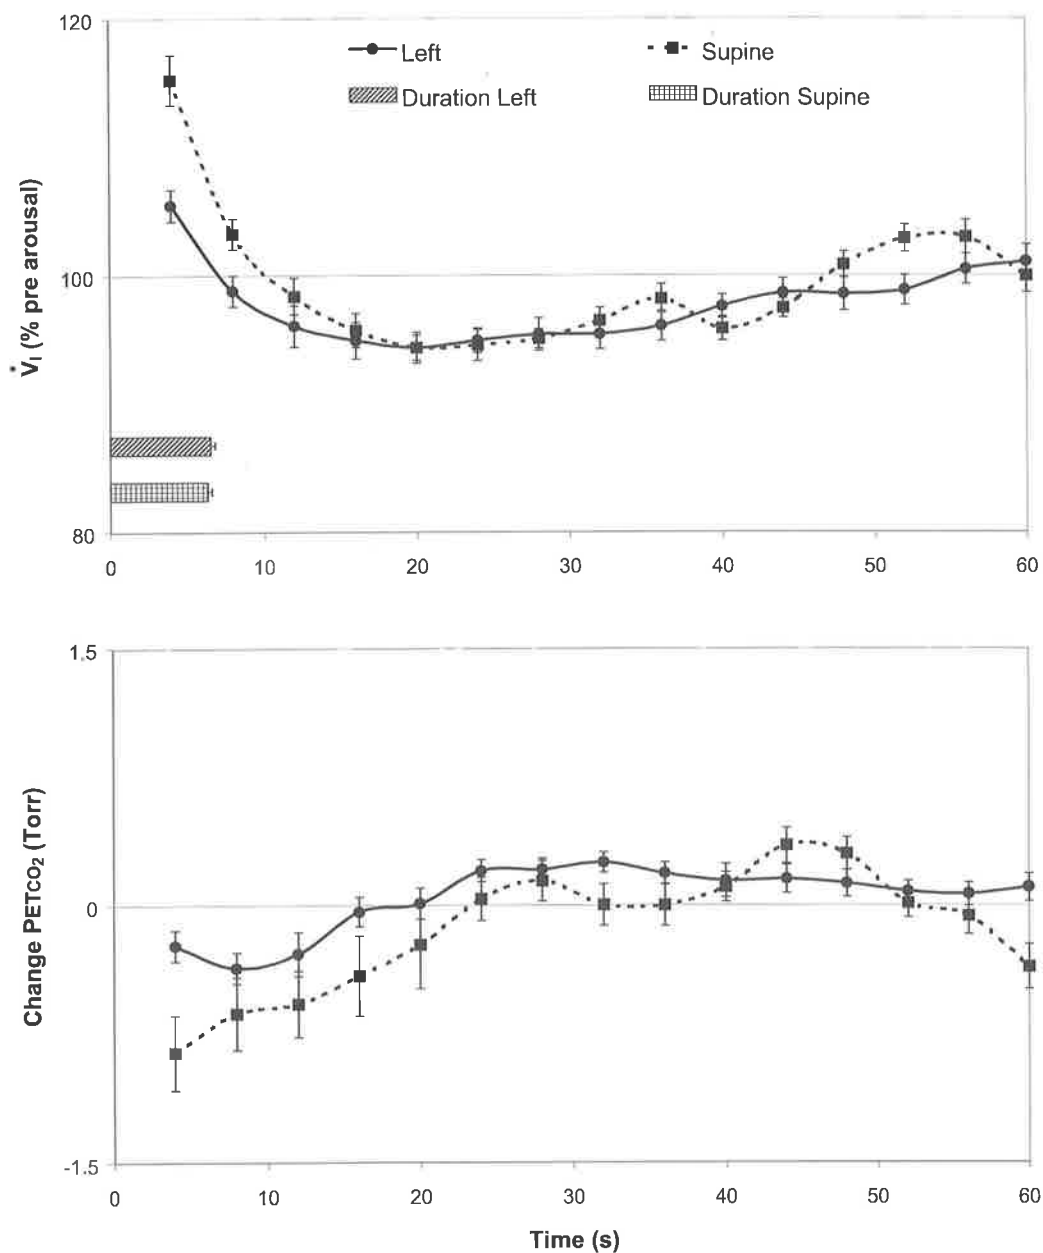 120
Left
Supine
Duration Left
Duration Supine
V̇I (% pre arousal)
100
80
0 10 20 30 40 50 60
1.5
Change PETCO₂ (Torr)
0
-1.5
0 10 20 30 40 50 60
Time (s)